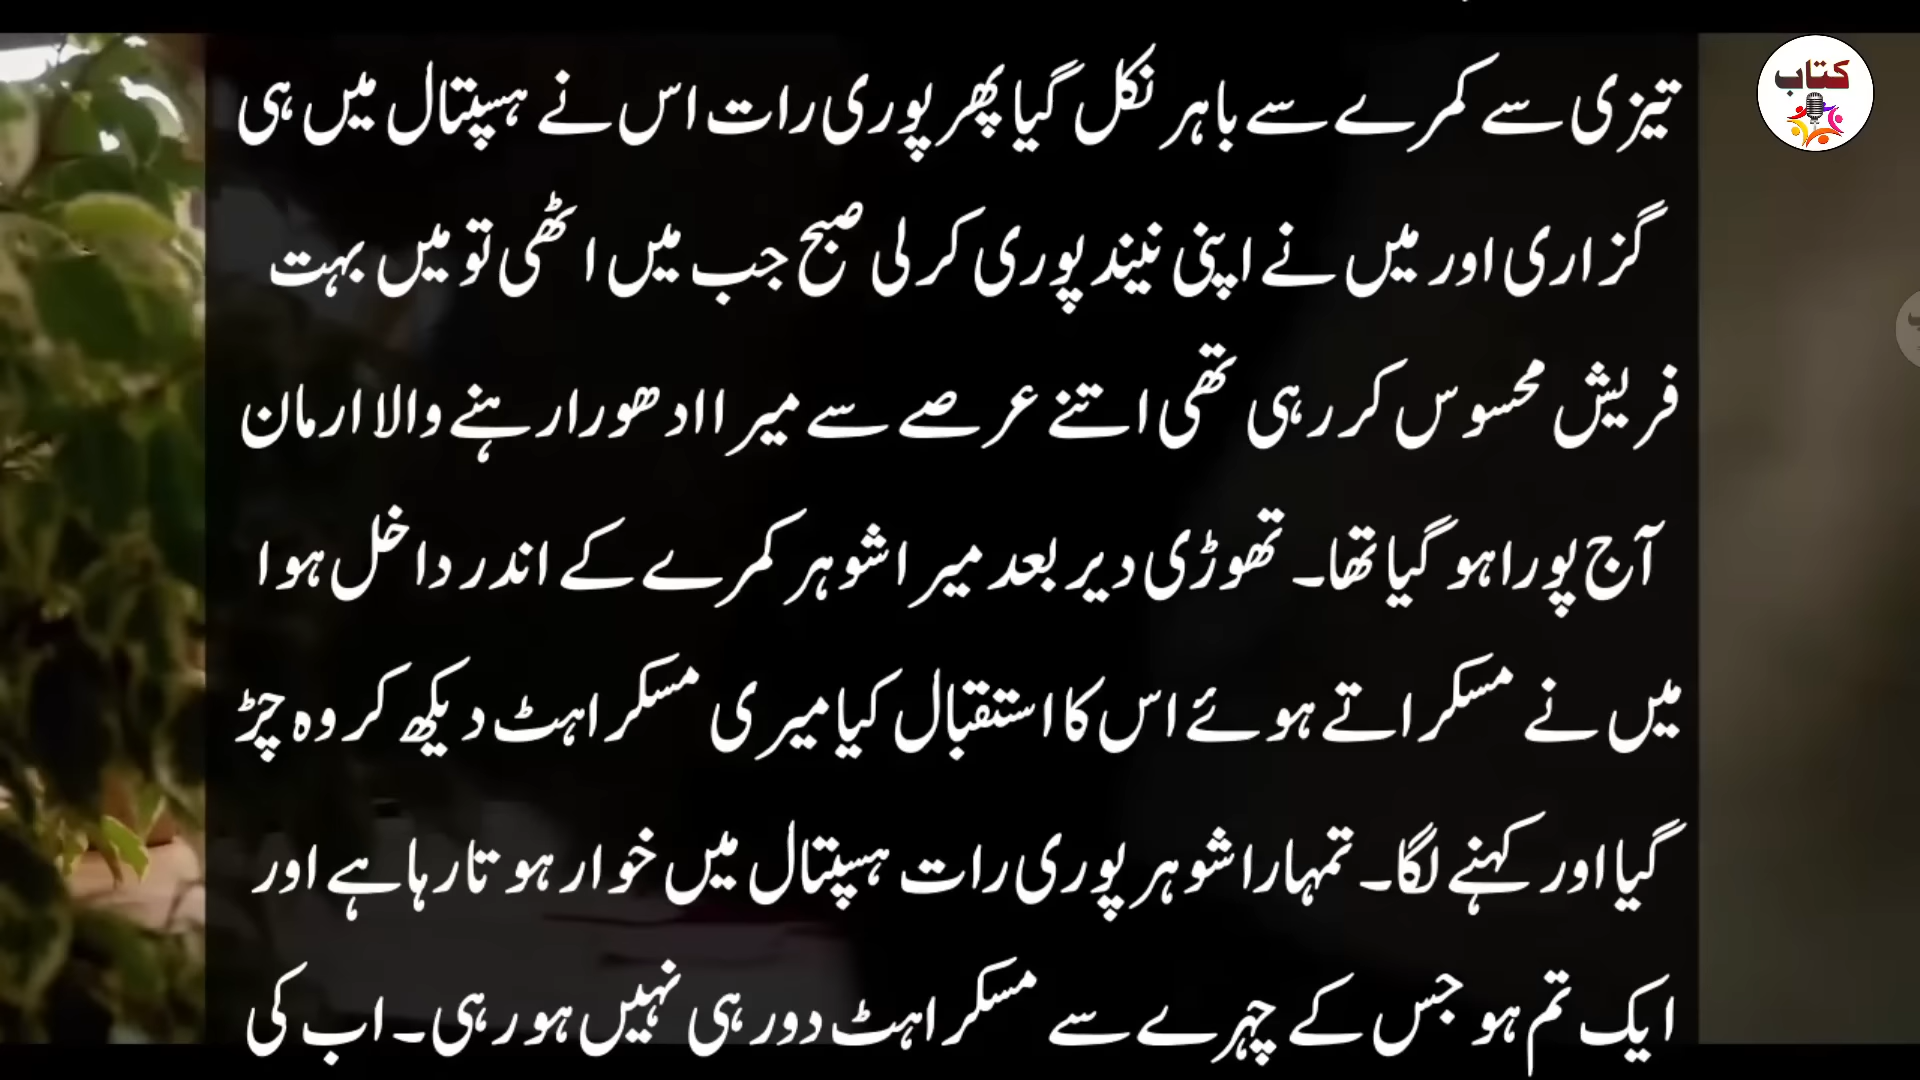 تیزی سے کمرے سے باہر نکل گیا پھر پوری رات اس نے ہسپتال میں ہی
گزاری اور میں نے اپنی نیند پوری کر لی صبح جب میں اٹھی تو میں بہت
فریش محسوس کر رہی تھی اتنے عرصے سے میرا ادھورا رہنے والا ارمان
آج پورا ہو گیا تھا۔ تھوڑی دیر بعد میرا شوہر کمرے کے اندر داخل ہوا
میں نے مسکراتے ہوئے اس کا استقبال کیا میری مسکراہٹ دیکھ کر وہ چڑ
گیا اور کہنے لگا۔ تمہارا شوہر پوری رات ہسپتال میں خوار ہوتا رہا ہے اور
ایک تم ہو جس کے چہرے سے مسکراہٹ دور ہی نہیں ہو رہی۔ اب کی
کتاب